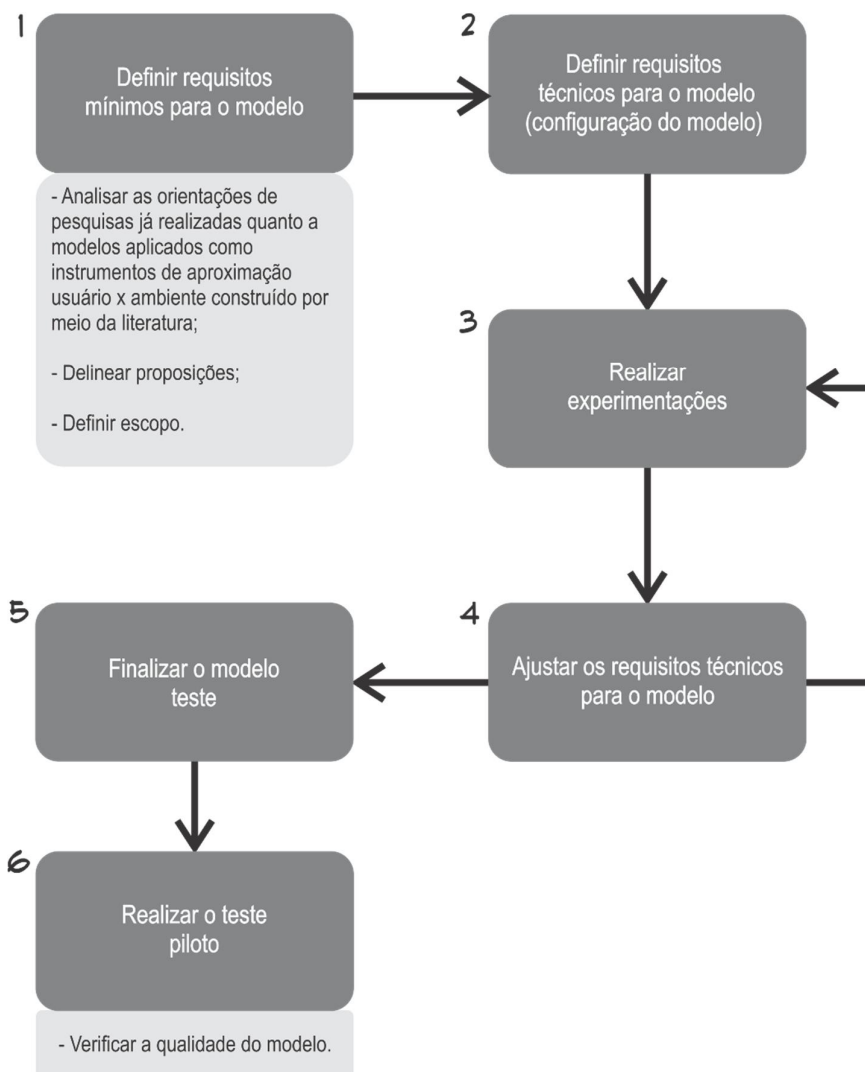 1
Definir requisitos
mínimos para o modelo
- Analisar as orientações de
pesquisas já realizadas quanto a
modelos aplicados como
instrumentos de aproximação
usuário x ambiente construído por
meio da literatura;
- Delinear proposições;
- Definir escopo.
2
Definir requisitos
técnicos para o modelo
(configuração do modelo)
3
Realizar
experimentações
4
Ajustar os requisitos técnicos
para o modelo
5
Finalizar o modelo
teste
6
Realizar o teste
piloto
- Verificar a qualidade do modelo.